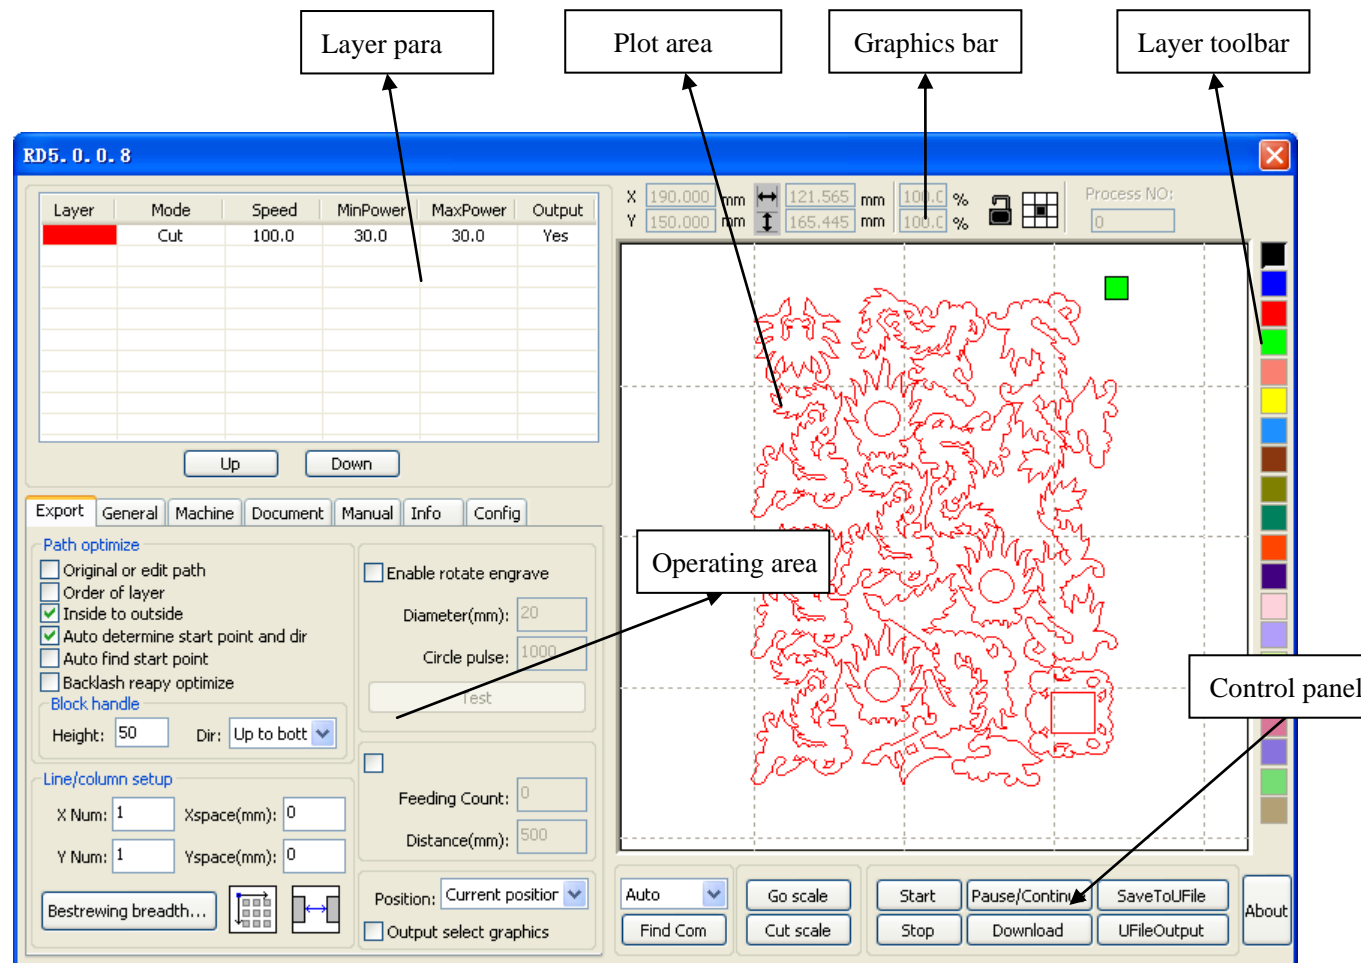 Layer para
Plot area
Graphics bar
Layer toolbar
RD5.0.0.8
Layer Mode Speed MinPower MaxPower Output
Cut 100.0 30.0 30.0 Yes
Up Down
X 190.000 mm 121.565 mm 100.0 %
Y 150.000 mm 165.445 mm 100.0 %
Process NO:
0
Export General Machine Document Manual Info Config
Path optimize
Original or edit path
Order of layer
Inside to outside
Auto determine start point and dir
Auto find start point
Backlash reapy optimize
Block handle
Height: 50 Dir: Up to bott
Line/column setup
X Num: 1 Xspace(mm): 0
Y Num: 1 Yspace(mm): 0
Bestrewing breadth...
Enable rotate engrave
Diameter(mm): 20
Circle pulse: 1000
Test
Feeding Count: 0
Distance(mm): 500
Position: Current position
Output select graphics
Operating area
Control panel
Auto
Find Com
Go scale
Cut scale
Start Pause/Continu SaveToUFile
Stop Download UFileOutput
About